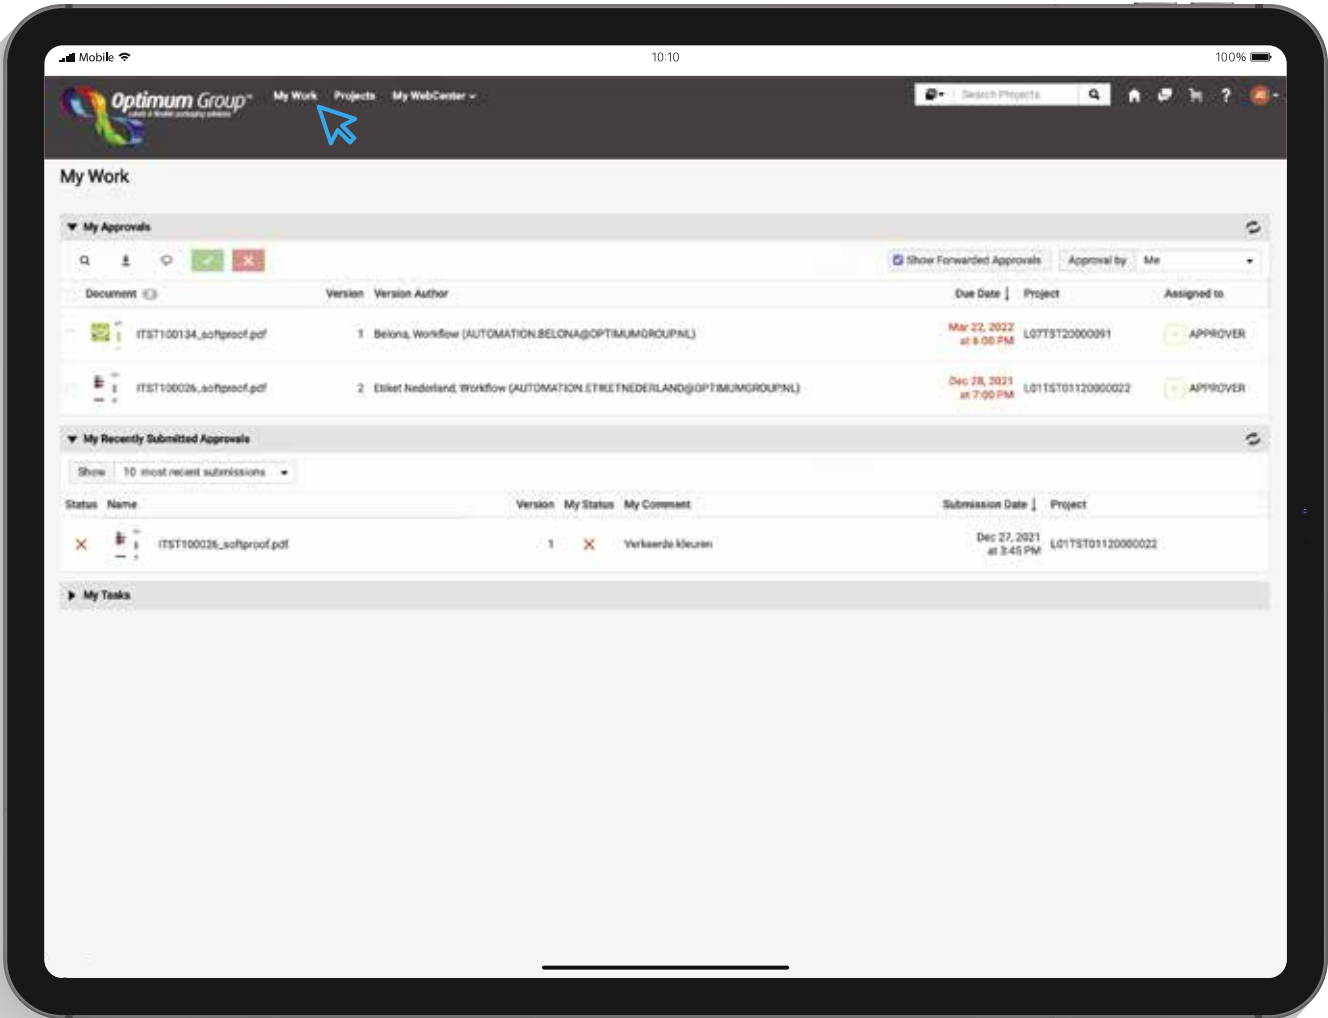 Mobile
10:10
100%
Optimum Group™
labels & flexible packaging solutions
My Work Projects My WebCenter
Search Projects
?
My Work
My Approvals
Show Forwarded Approvals Approval by Me
Document Version Version Author Due Date Project Assigned to
ITST100134_softproof.pdf 1 Belona, Workflow (AUTOMATION.BELONA@OPTIMUMGROUP.NL) Mar 22, 2022 at 6:00 PM L07TST20000091 APPROVER
ITST100026_softproof.pdf 2 Etiket Nederland, Workflow (AUTOMATION.ETIKETNEDERLAND@OPTIMUMGROUP.NL) Dec 28, 2021 at 7:00 PM L01TST01120000022 APPROVER
My Recently Submitted Approvals
Show 10 most recent submissions
Status Name Version My Status My Comment Submission Date Project
ITST100026_softproof.pdf 1 Verkeerde kleuren Dec 27, 2021 at 3:45 PM L01TST01120000022
My Tasks